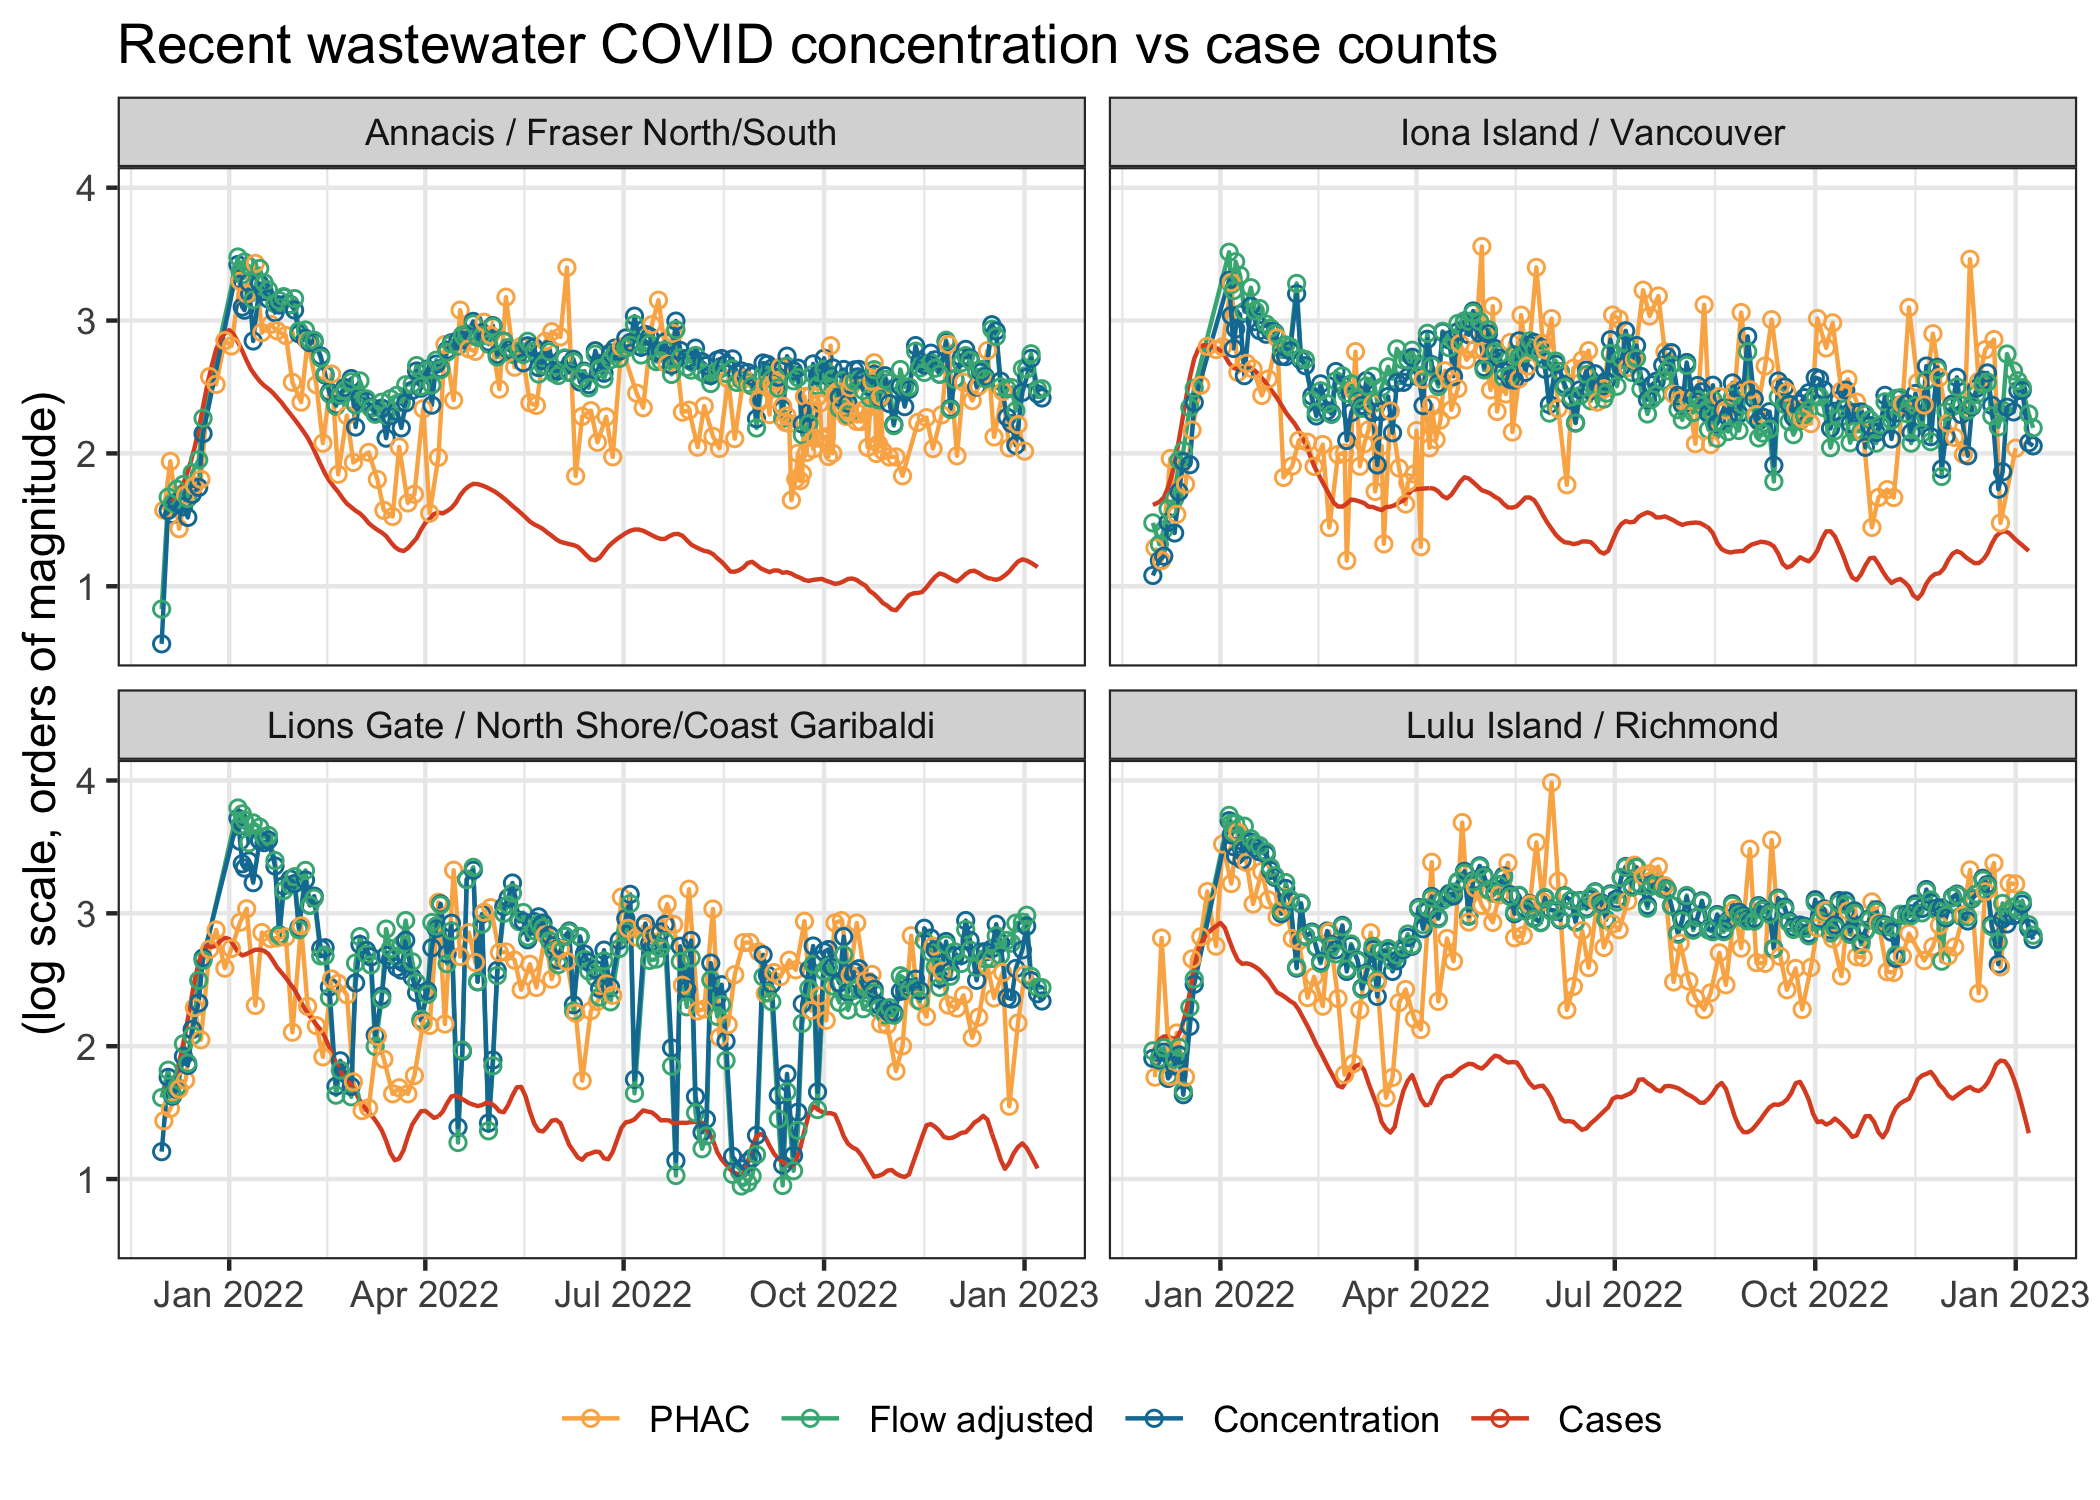 Recent wastewater COVID concentration vs case counts
Annacis / Fraser North/South
Iona Island / Vancouver
4
3
2
1
(log scale, orders of magnitude)
Lions Gate / North Shore/Coast Garibaldi
Lulu Island / Richmond
4
3
2
1
Jan 2022 Apr 2022 Jul 2022 Oct 2022 Jan 2023
Jan 2022 Apr 2022 Jul 2022 Oct 2022 Jan 2023
PHAC Flow adjusted Concentration Cases